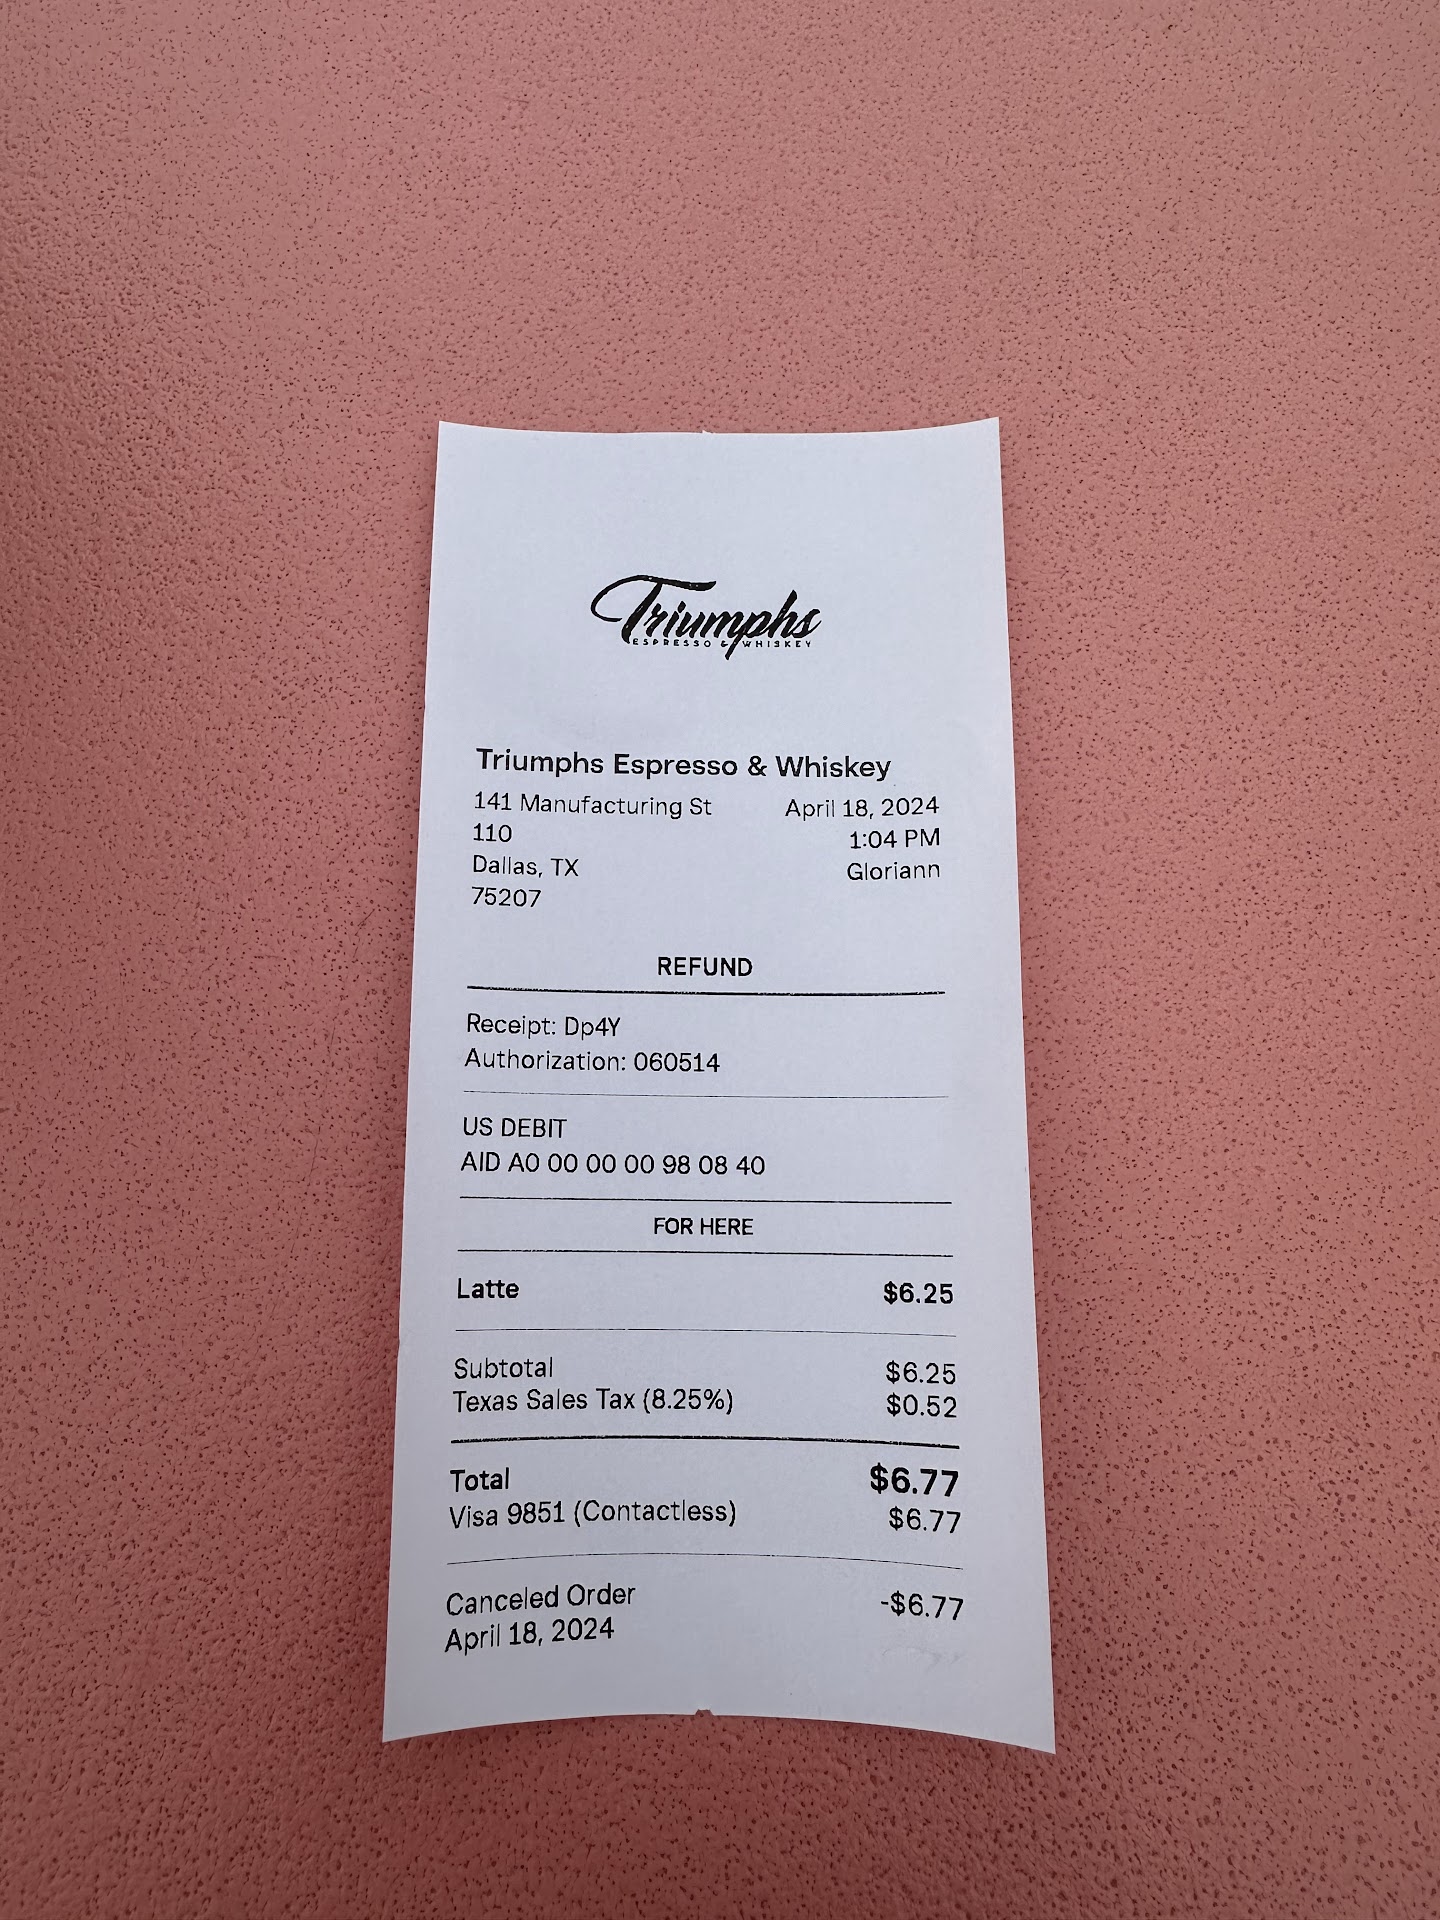 Triumphs
ESPRESSO & WHISKEY
Triumphs Espresso & Whiskey
141 Manufacturing St April 18, 2024
110 1:04 PM
Dallas, TX Gloriann
75207
REFUND
Receipt: Dp4Y
Authorization: 060514
US DEBIT
AID A0 00 00 00 98 08 40
FOR HERE
Latte $6.25
Subtotal $6.25
Texas Sales Tax (8.25%) $0.52
Total $6.77
Visa 9851 (Contactless) $6.77
Canceled Order -$6.77
April 18, 2024